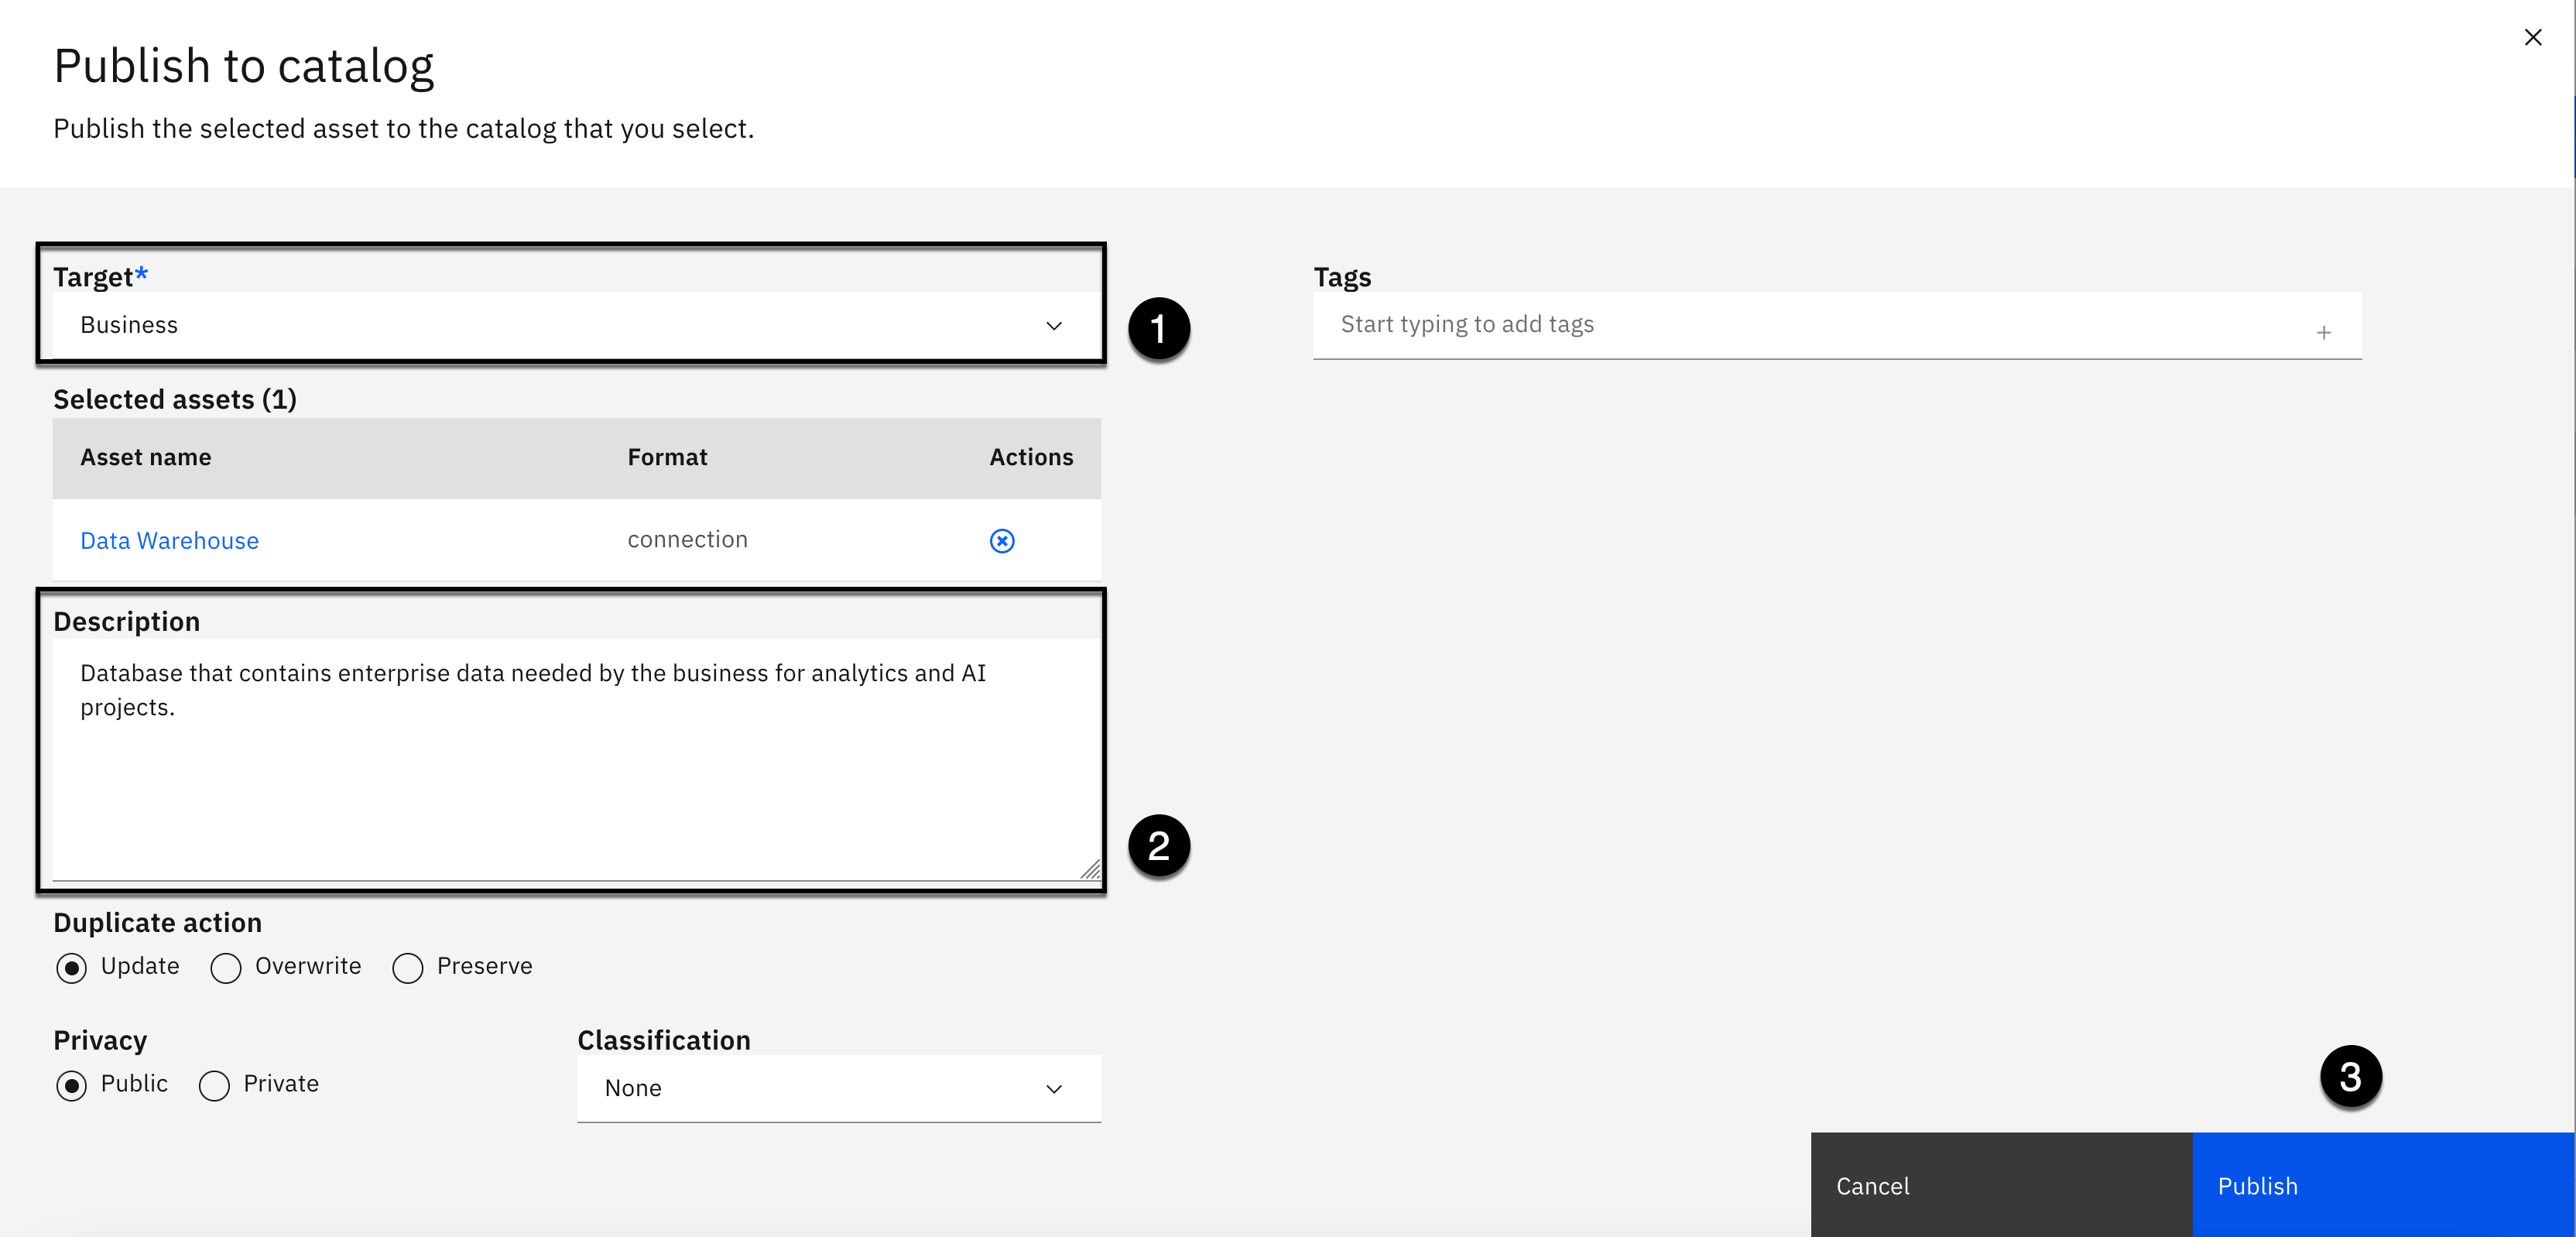 Publish to catalog
Publish the selected asset to the catalog that you select.
Target*
Business
1
Tags
Start typing to add tags
Selected assets (1)
Asset name Format Actions
Data Warehouse connection
Description
Database that contains enterprise data needed by the business for analytics and AI
projects.
2
Duplicate action
Update Overwrite Preserve
Privacy
Public Private
Classification
None
3
Cancel Publish